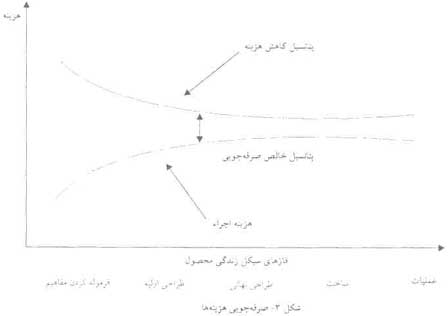 هزینه
پتانسیل کاهش هزینه
پتانسیل خالص صرفه‌جویی
هزینه اجراء
فازهای سیکل زندگی محصول
فرموله کردن مفاهیم طراحی اولیه طراحی نهائی ساخت عملیات
شکل ۳- صرفه‌جویی هزینه‌ها